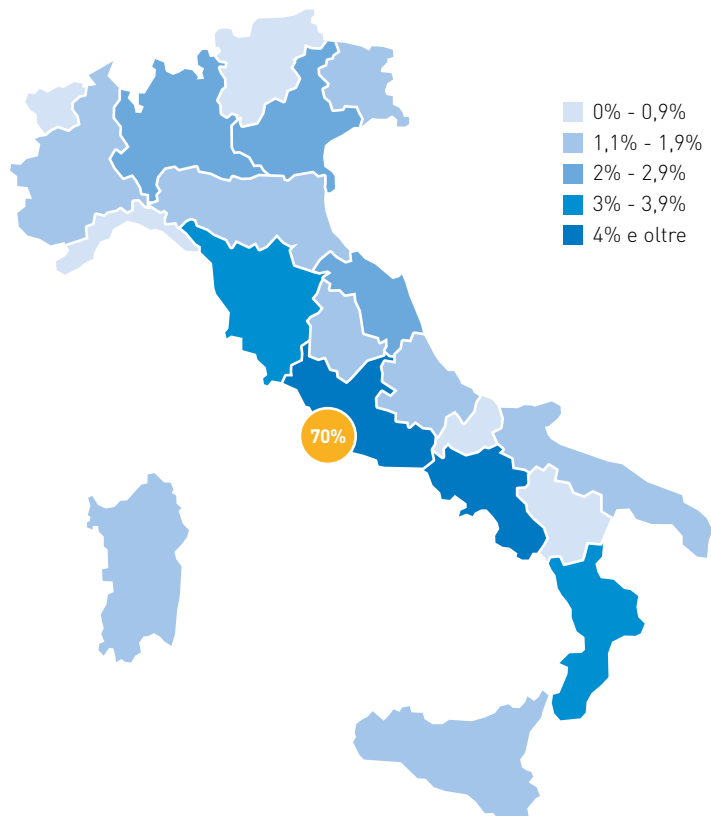 0% - 0,9%
1,1% - 1,9%
2% - 2,9%
3% - 3,9%
4% e oltre
70%